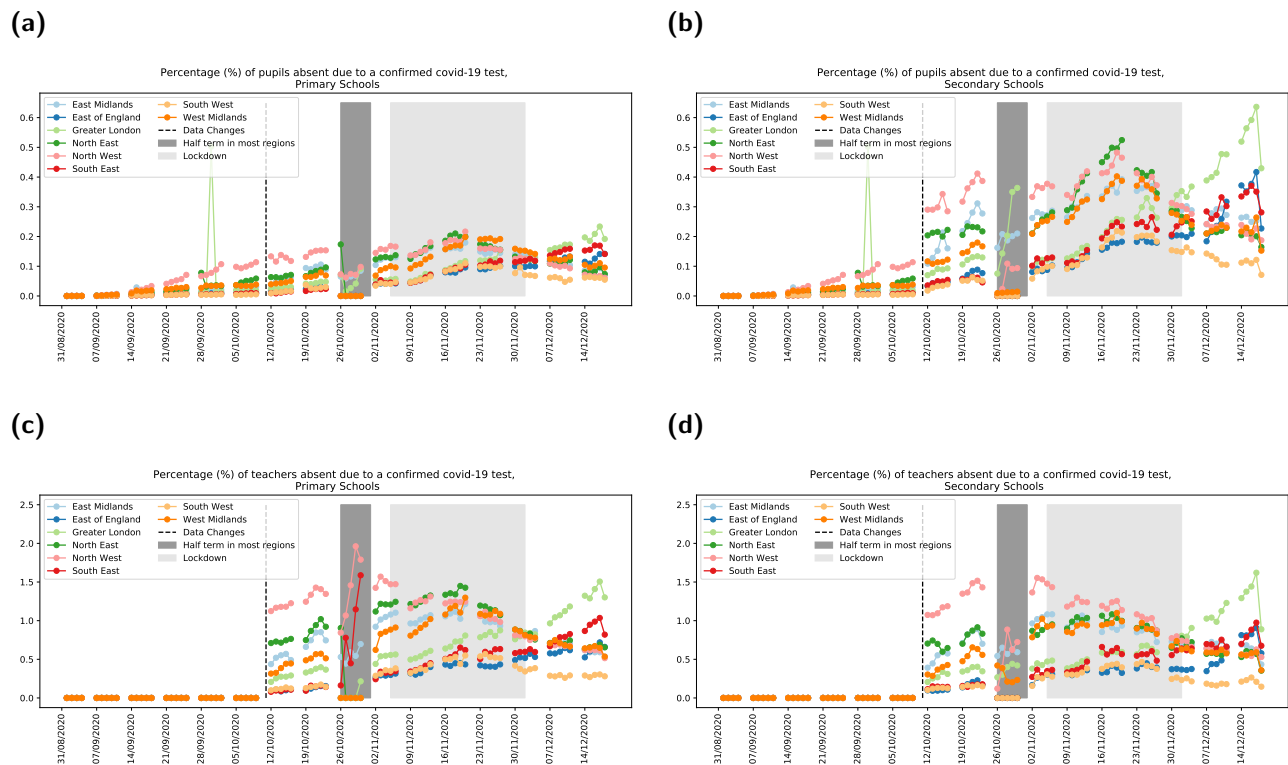 (a)
Percentage (%) of pupils absent due to a confirmed covid-19 test,
Primary Schools
East Midlands
East of England
Greater London
North East
North West
South East
South West
West Midlands
Data Changes
Half term in most regions
Lockdown
0.6
0.5
0.4
0.3
0.2
0.1
0.0
31/08/2020
07/09/2020
14/09/2020
21/09/2020
28/09/2020
05/10/2020
12/10/2020
19/10/2020
26/10/2020
02/11/2020
09/11/2020
16/11/2020
23/11/2020
30/11/2020
07/12/2020
14/12/2020
(b)
Percentage (%) of pupils absent due to a confirmed covid-19 test,
Secondary Schools
East Midlands
East of England
Greater London
North East
North West
South East
South West
West Midlands
Data Changes
Half term in most regions
Lockdown
0.6
0.5
0.4
0.3
0.2
0.1
0.0
31/08/2020
07/09/2020
14/09/2020
21/09/2020
28/09/2020
05/10/2020
12/10/2020
19/10/2020
26/10/2020
02/11/2020
09/11/2020
16/11/2020
23/11/2020
30/11/2020
07/12/2020
14/12/2020
(c)
Percentage (%) of teachers absent due to a confirmed covid-19 test,
Primary Schools
East Midlands
East of England
Greater London
North East
North West
South East
South West
West Midlands
Data Changes
Half term in most regions
Lockdown
2.5
2.0
1.5
1.0
0.5
0.0
31/08/2020
07/09/2020
14/09/2020
21/09/2020
28/09/2020
05/10/2020
12/10/2020
19/10/2020
26/10/2020
02/11/2020
09/11/2020
16/11/2020
23/11/2020
30/11/2020
07/12/2020
14/12/2020
(d)
Percentage (%) of teachers absent due to a confirmed covid-19 test,
Secondary Schools
East Midlands
East of England
Greater London
North East
North West
South East
South West
West Midlands
Data Changes
Half term in most regions
Lockdown
2.5
2.0
1.5
1.0
0.5
0.0
31/08/2020
07/09/2020
14/09/2020
21/09/2020
28/09/2020
05/10/2020
12/10/2020
19/10/2020
26/10/2020
02/11/2020
09/11/2020
16/11/2020
23/11/2020
30/11/2020
07/12/2020
14/12/2020